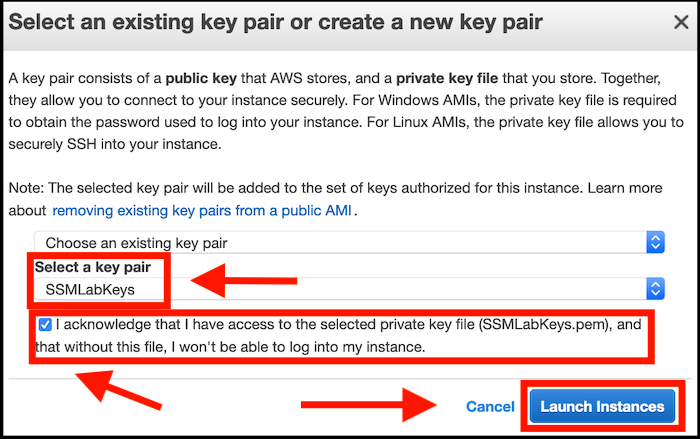 Select an existing key pair or create a new key pair
A key pair consists of a public key that AWS stores, and a private key file that you store. Together,
they allow you to connect to your instance securely. For Windows AMIs, the private key file is required
to obtain the password used to log into your instance. For Linux AMIs, the private key file allows you to
securely SSH into your instance.
Note: The selected key pair will be added to the set of keys authorized for this instance. Learn more
about removing existing key pairs from a public AMI .
Choose an existing key pair
Select a key pair
SSMLabKeys
I acknowledge that I have access to the selected private key file (SSMLabKeys.pem), and
that without this file, I won't be able to log into my instance.
Cancel Launch Instances